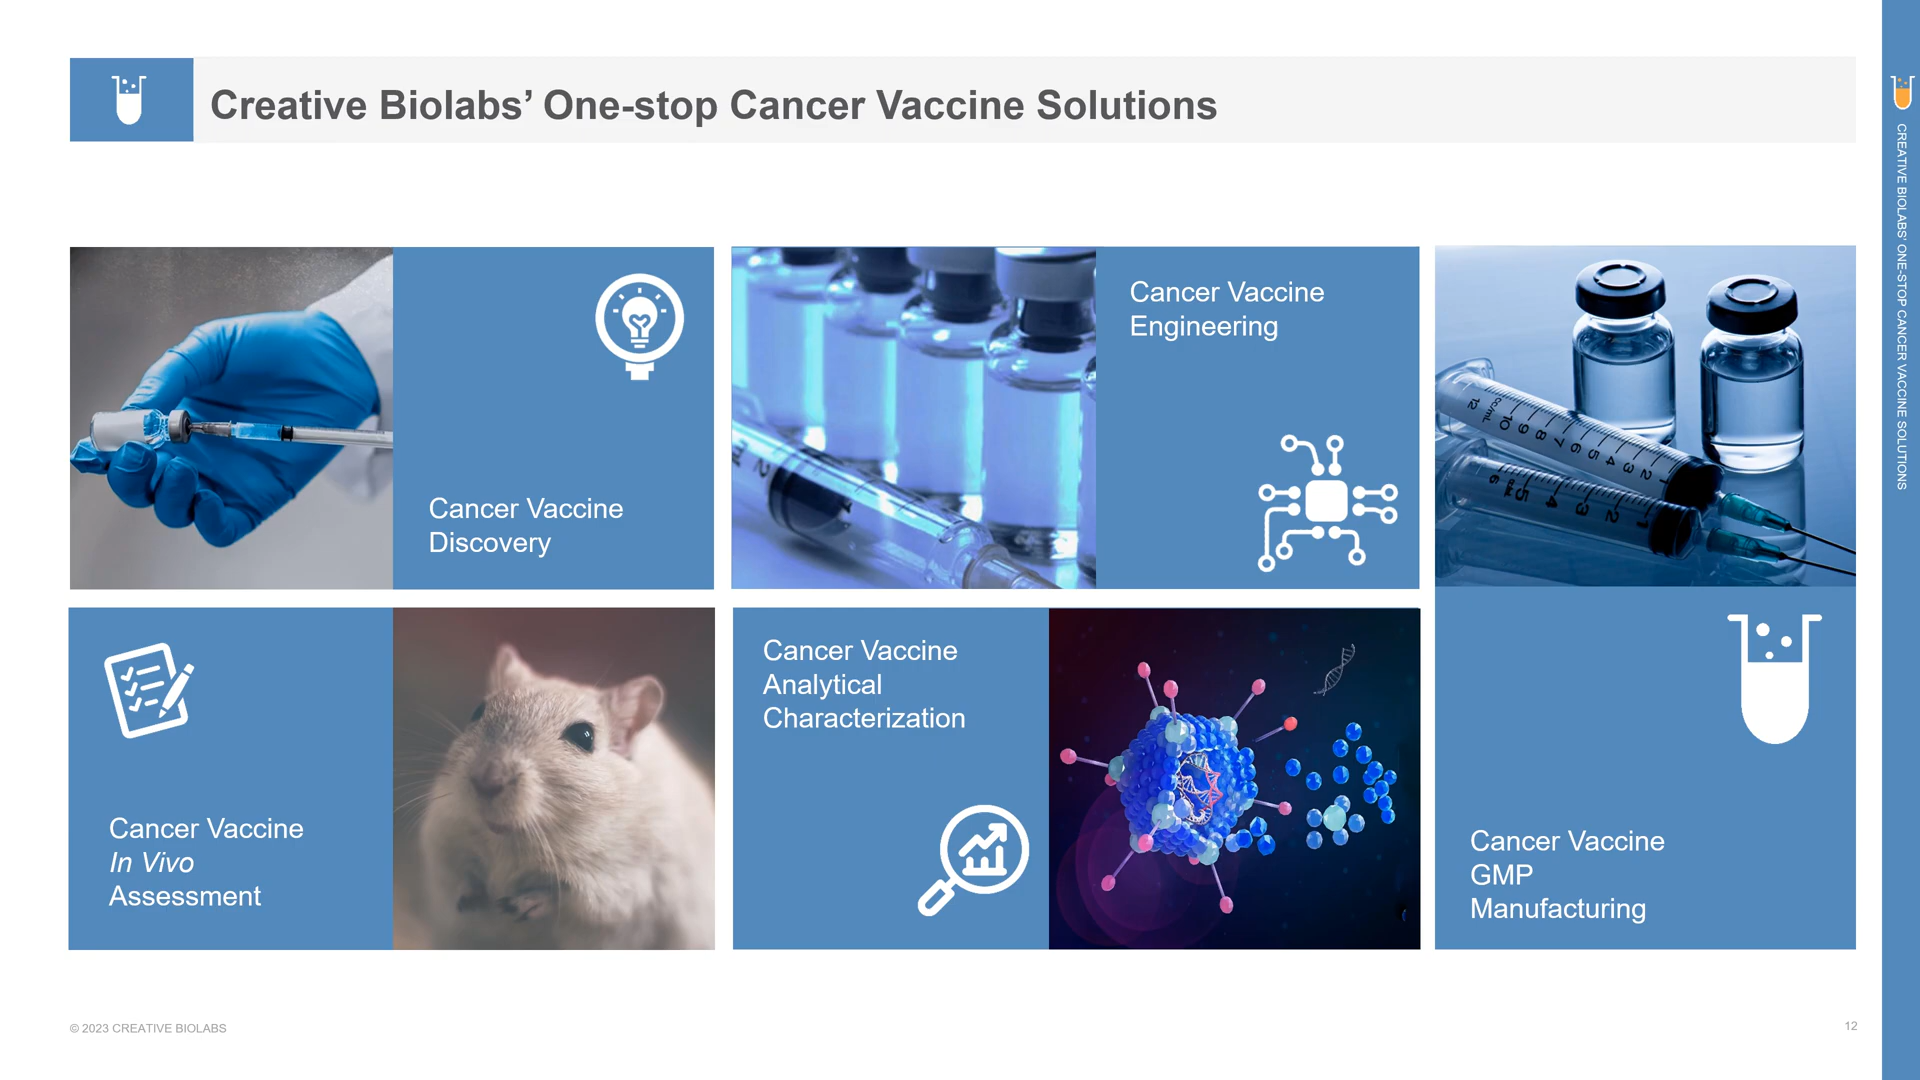 Creative Biolabs’ One-stop Cancer Vaccine Solutions
Cancer Vaccine
Discovery
Cancer Vaccine
Engineering
Cancer Vaccine
In Vivo
Assessment
Cancer Vaccine
Analytical
Characterization
Cancer Vaccine
GMP
Manufacturing
CREATIVE BIOLABS’ ONE-STOP CANCER VACCINE SOLUTIONS
© 2023 CREATIVE BIOLABS
12